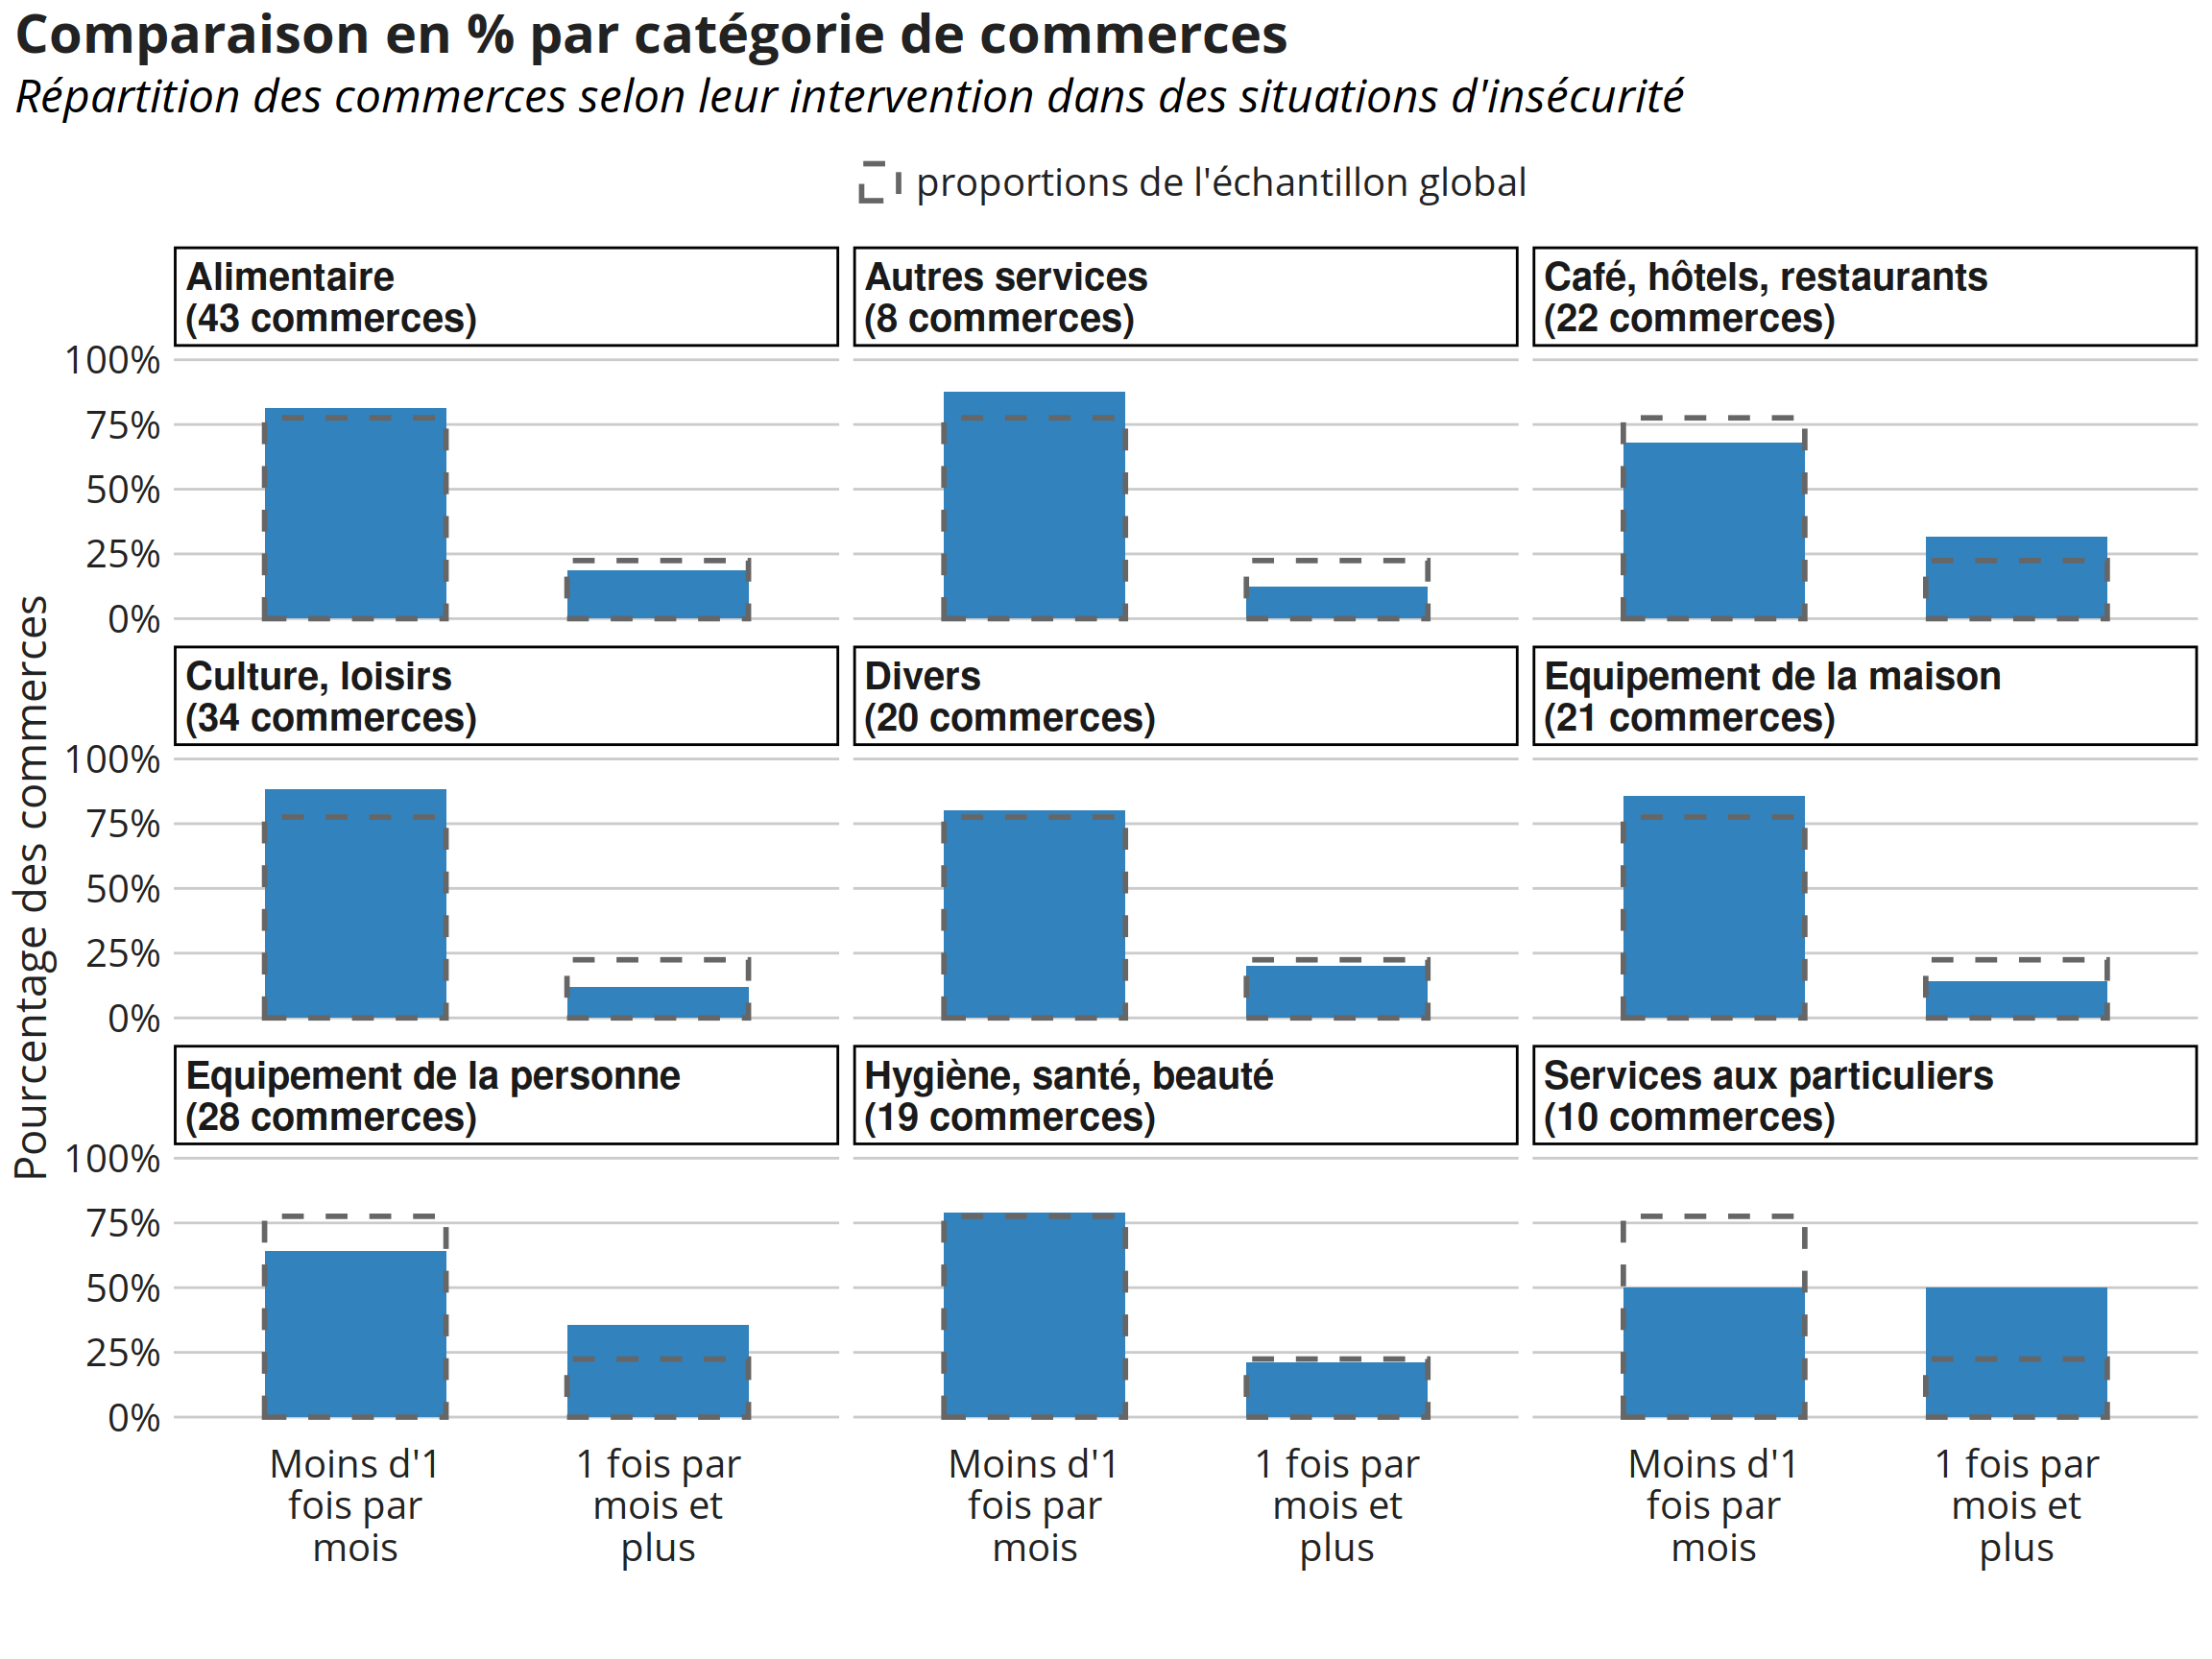 Comparaison en % par catégorie de commerces
Répartition des commerces selon leur intervention dans des situations d'insécurité
proportions de l'échantillon global
Pourcentage des commerces
Alimentaire
(43 commerces)
Autres services
(8 commerces)
Café, hôtels, restaurants
(22 commerces)
100%
75%
50%
25%
0%
Culture, loisirs
(34 commerces)
Divers
(20 commerces)
Equipement de la maison
(21 commerces)
100%
75%
50%
25%
0%
Equipement de la personne
(28 commerces)
Hygiène, santé, beauté
(19 commerces)
Services aux particuliers
(10 commerces)
100%
75%
50%
25%
0%
Moins d'1
fois par
mois
1 fois par
mois et
plus
Moins d'1
fois par
mois
1 fois par
mois et
plus
Moins d'1
fois par
mois
1 fois par
mois et
plus